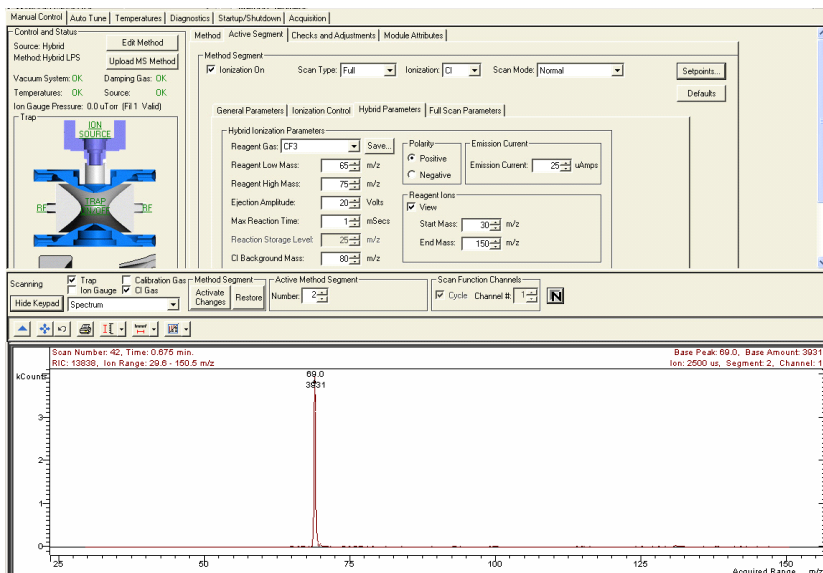 Manual Control Auto Tune Temperatures Diagnostics Startup/Shutdown Acquisition
Control and Status
Source: Hybrid
Edit Method
Method: Hybrid LPS
Upload MS Method
Vacuum System: OK Damping Gas: OK
Temperatures: OK Source: OK
Ion Gauge Pressure: 0.0 uTorr (Fil 1 Valid)
Trap
ION
SOURCE
RF
RF
Method Active Segment Checks and Adjustments Module Attributes
Method Segment
Ionization On Scan Type: Full Ionization: CI Scan Mode: Normal
Setpoints...
Defaults
General Parameters Ionization Control Hybrid Parameters Full Scan Parameters
Hybrid Ionization Parameters
Reagent Gas: CF3 Save...
Reagent Low Mass: 65 m/z
Reagent High Mass: 75 m/z
Ejection Amplitude: 20 Volts
Max Reaction Time: 1 mSecs
Reaction Storage Level: 25 m/z
CI Background Mass: 80 m/z
Polarity
Positive
Negative
Emission Current
Emission Current: 25 uAmps
Reagent Ions
View
Start Mass: 30 m/z
End Mass: 150 m/z
Scanning
Trap Calibration Gas
Ion Gauge CI Gas
Hide Keypad Spectrum
Method Segment
Activate Changes Restore
Active Method Segment
Number: 2
Scan Function Channels
Cycle Channel #: 1
N
Scan Number: 42, Time: 0.675 min.
RIC: 13838, Ion Range: 29.6 - 150.5 m/z
Base Peak: 69.0, Base Amount: 3931
Ion: 2500 us, Segment: 2, Channel: 1
kCounts
69.0
3931
3
2
1
0
25 50 75 100 125 150
Acquired Range m/z